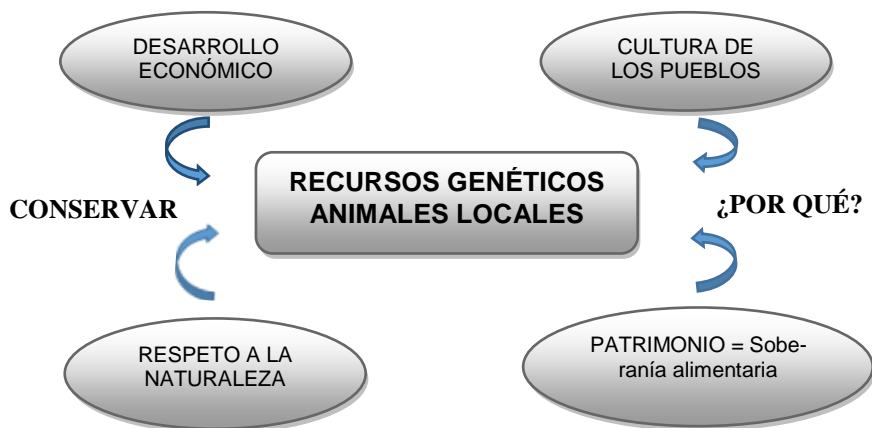 DESARROLLO
ECONÓMICO
CULTURA DE
LOS PUEBLOS
CONSERVAR
RECURSOS GENÉTICOS
ANIMALES LOCALES
¿POR QUÉ?
RESPETO A LA
NATURALEZA
PATRIMONIO = Sobe-
ranía alimentaria